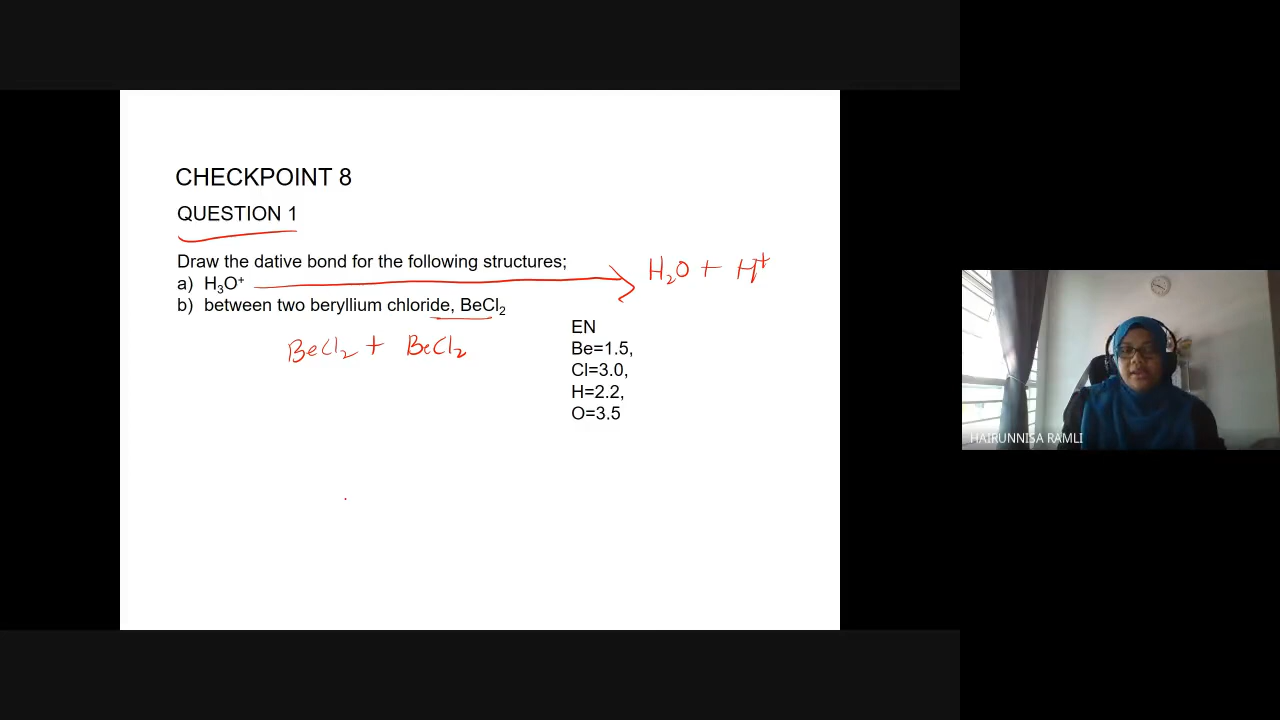 CHECKPOINT 8
QUESTION 1
Draw the dative bond for the following structures;
a) H₃O⁺
H₂O + H⁺
b) between two beryllium chloride, BeCl₂
BeCl₂ + BeCl₂
EN
Be=1.5,
Cl=3.0,
H=2.2,
O=3.5
HAIRUNNISA RAMLI